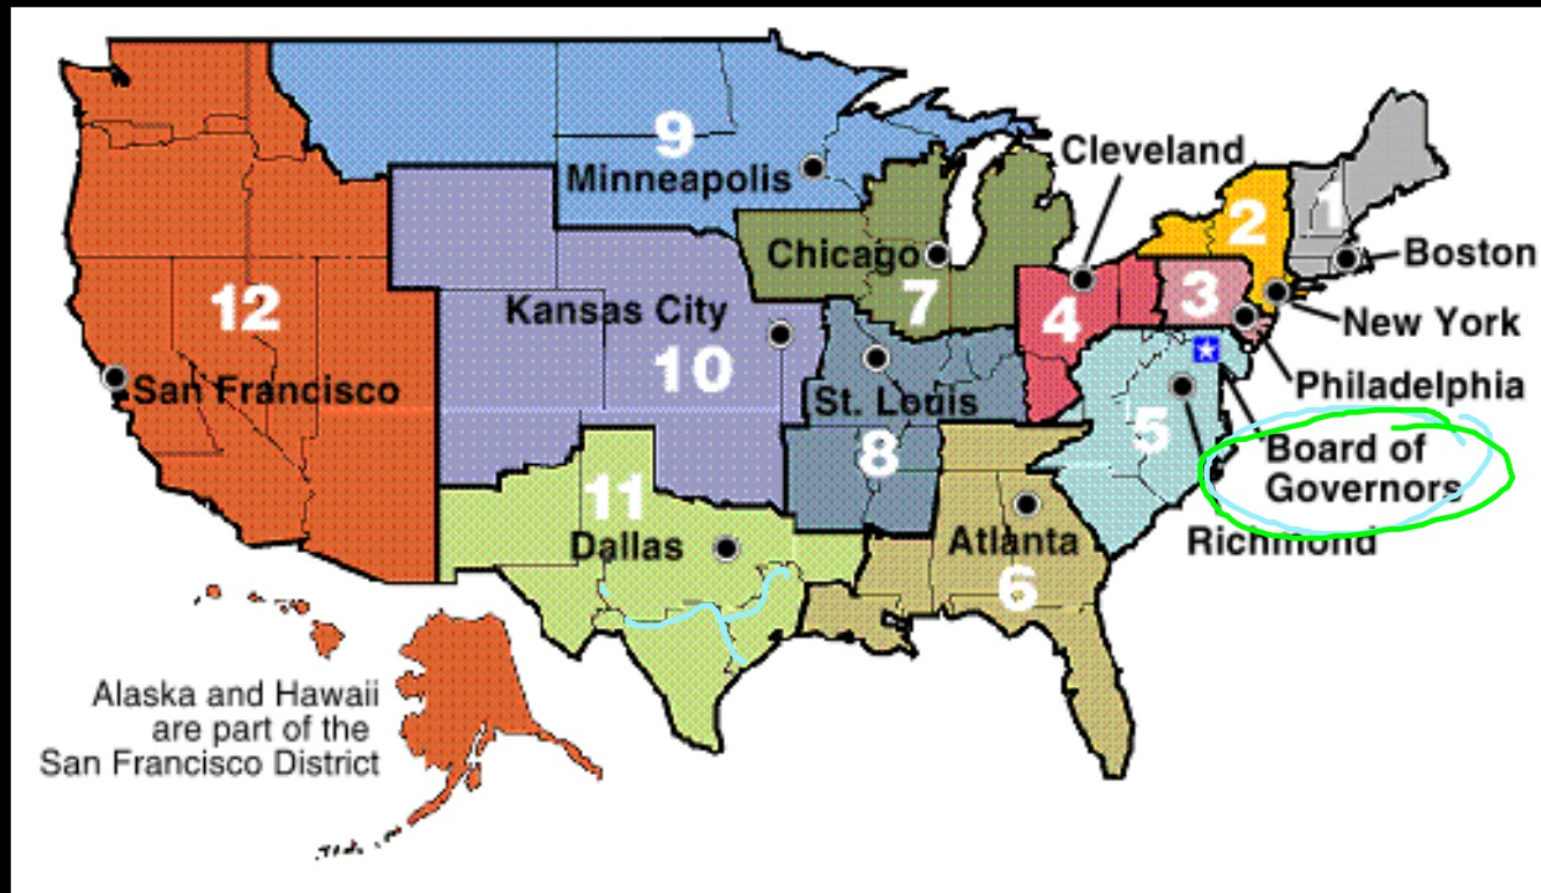 Cleveland
9
Minneapolis
1
2
Boston
Chicago
7
3
12
Kansas City
4
New York
10
San Francisco
Philadelphia
St. Louis
5
Board of
Governors
8
11
Dallas
Atlanta
Richmond
6
Alaska and Hawaii
are part of the
San Francisco District